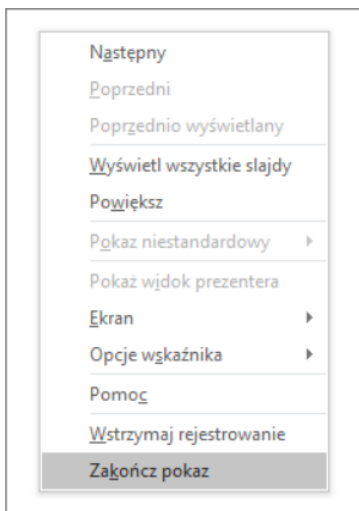 Następny
Poprzedni
Poprzednio wyświetlany
Wyświetl wszystkie slajdy
Powiększ
Pokaz niestandardowy
Pokaż widok prezentera
Ekran
Opcje wskaźnika
Pomoc
Wstrzymaj rejestrowanie
Zakończ pokaz